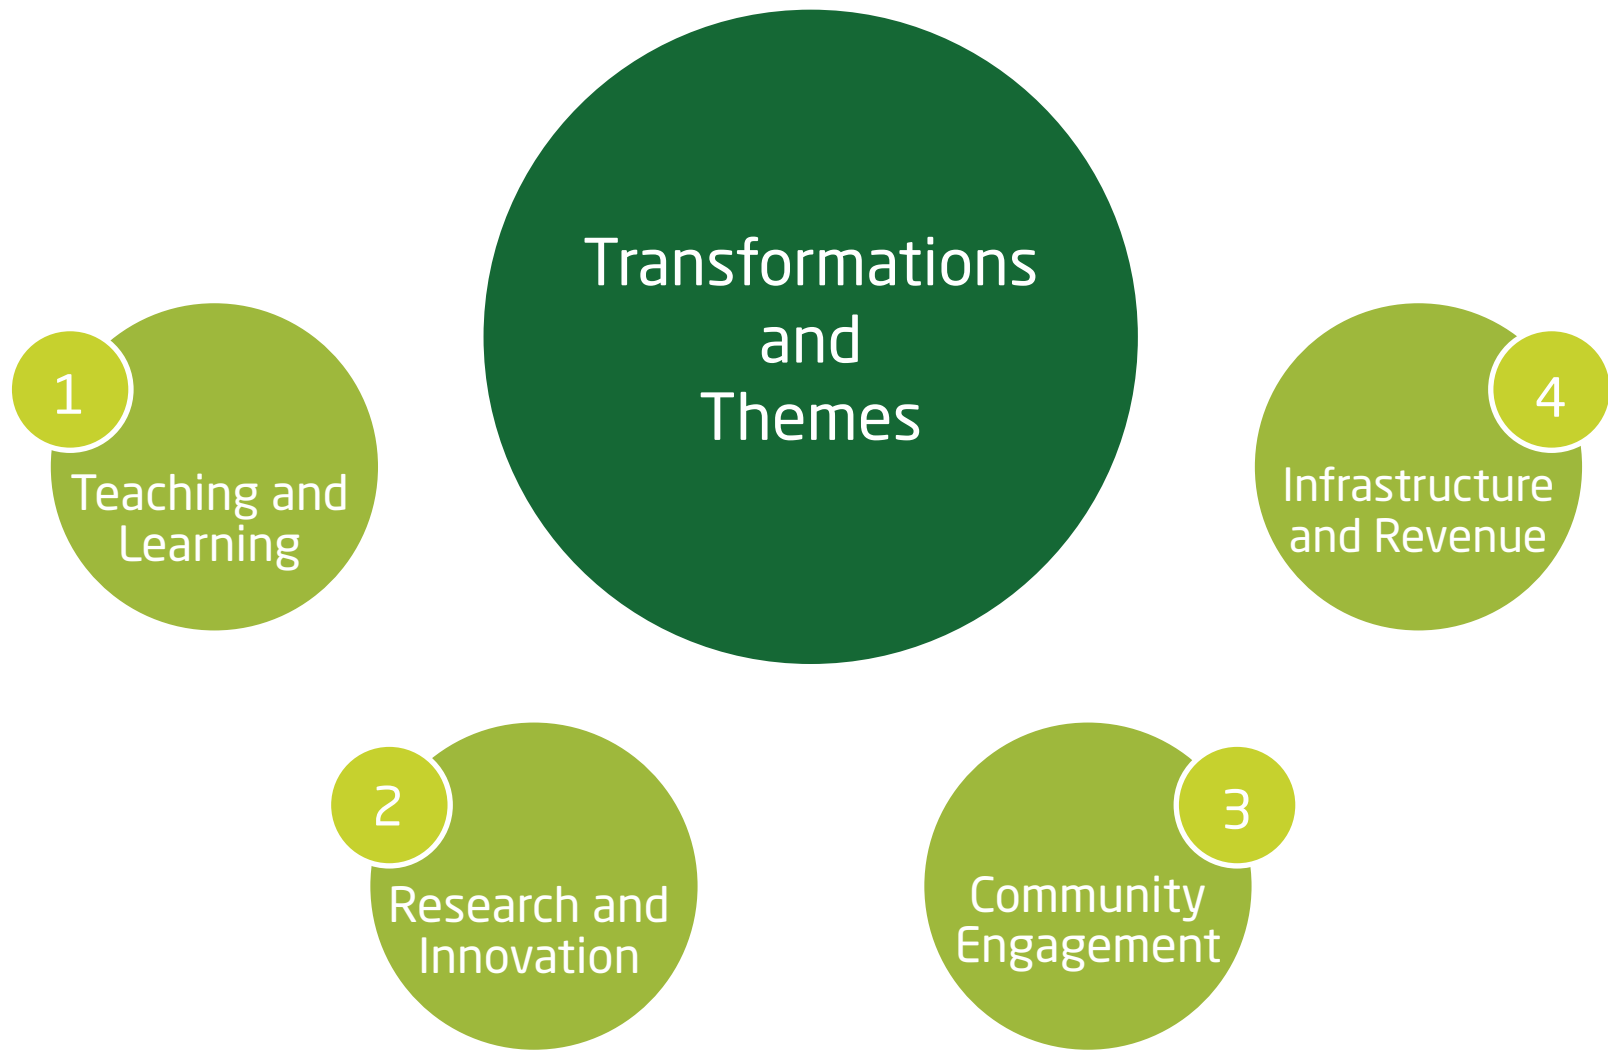 Transformations
and
Themes
1
Teaching and
Learning
2
Research and
Innovation
3
Community
Engagement
4
Infrastructure
and Revenue